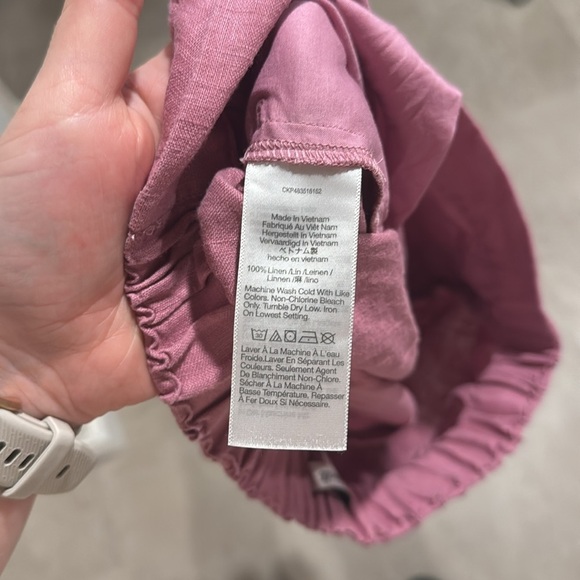 CKP483518162
Made In Vietnam
Fabriqué Au Viêt Nam
Hergestellt In Vietnam
Vervaardigd In Vietnam
ベトナム製
hecho en vietnam
100% Linen /Lin /Leinen /
Linnen /麻 /lino
Machine Wash Cold With Like
Colors. Non-Chlorine Bleach
Only. Tumble Dry Low. Iron
On Lowest Setting.
Laver À La Machine À L'eau
Froide.Laver En Séparant Les
Couleurs. Seulement Agent
De Blanchiment Non-Chlore.
Sécher À La Machine À
Basse Température. Repasser
À Fer Doux Si Nécessaire.